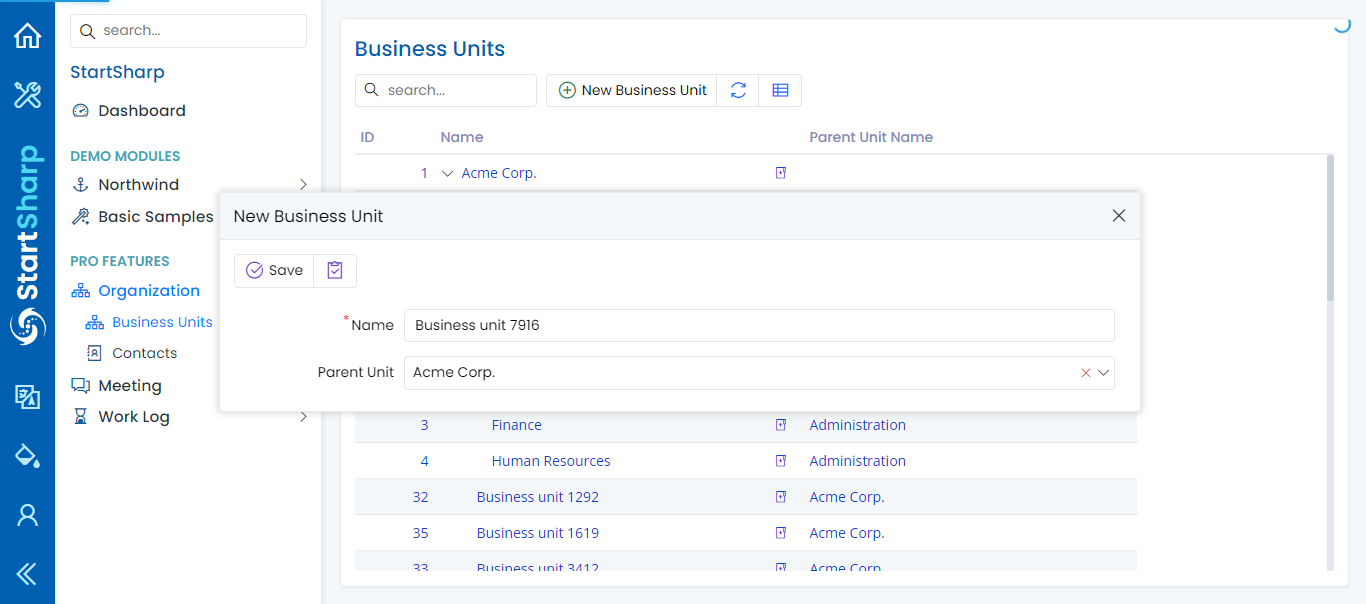 StartSharp
search...
StartSharp
Dashboard
DEMO MODULES
Northwind
Basic Samples
PRO FEATURES
Organization
Business Units
Contacts
Meeting
Work Log
Business Units
search...
New Business Unit
ID Name Parent Unit Name
1 Acme Corp.
New Business Unit
Save
* Name Business unit 7916
Parent Unit Acme Corp.
3 Finance Administration
4 Human Resources Administration
32 Business unit 1292 Acme Corp.
35 Business unit 1619 Acme Corp.
33 Business unit 3412 Acme Corp.